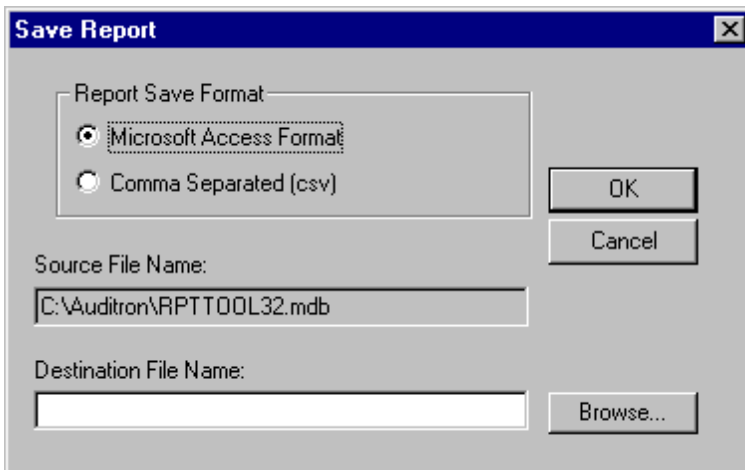 Save Report
Report Save Format
Microsoft Access Format
Comma Separated (csv)
OK
Cancel
Source File Name:
C:\Auditron\RPTTOOL32.mdb
Destination File Name:
Browse...